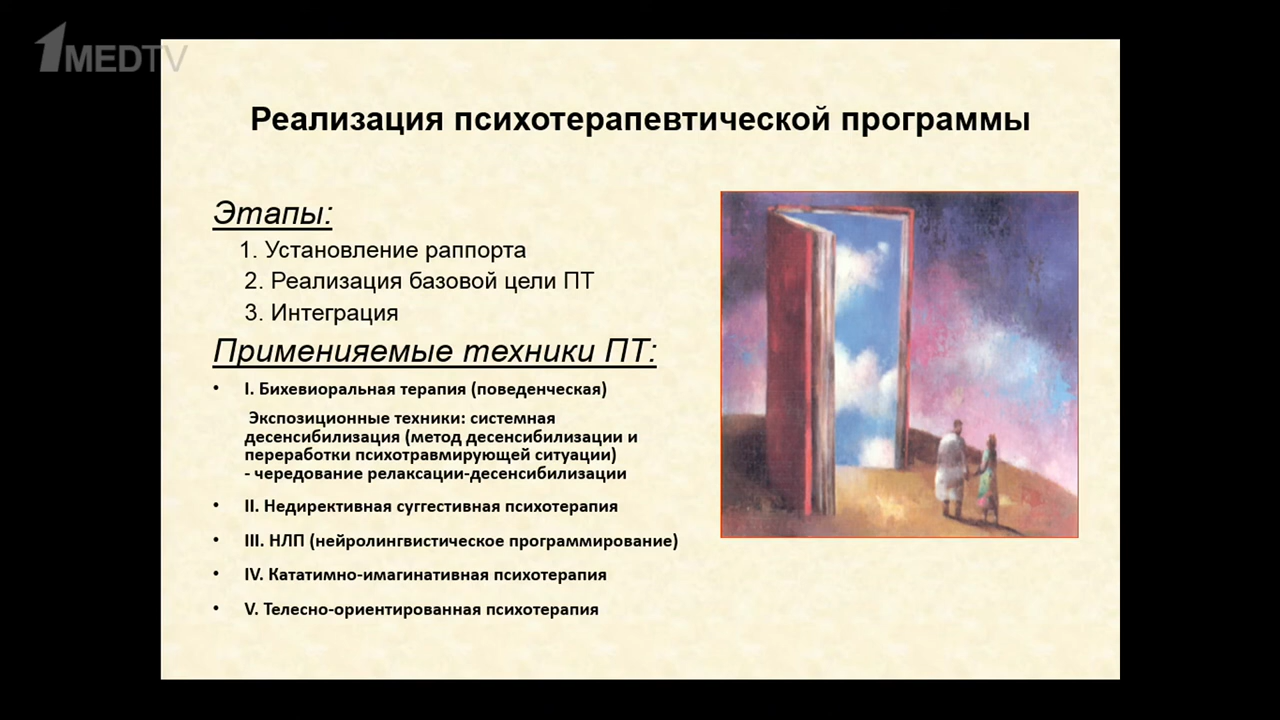 1MEDTV
Реализация психотерапевтической программы
Этапы:
1. Установление раппорта
2. Реализация базовой цели ПТ
3. Интеграция
Применияемые техники ПТ:
• I. Бихевиоральная терапия (поведенческая)
Экспозиционные техники: системная
десенсибилизация (метод десенсибилизации и
переработки психотравмирующей ситуации)
- чередование релаксации-десенсибилизации
• II. Недирективная суггестивная психотерапия
• III. НЛП (нейролингвистическое программирование)
• IV. Кататимно-имагинативная психотерапия
• V. Телесно-ориентированная психотерапия